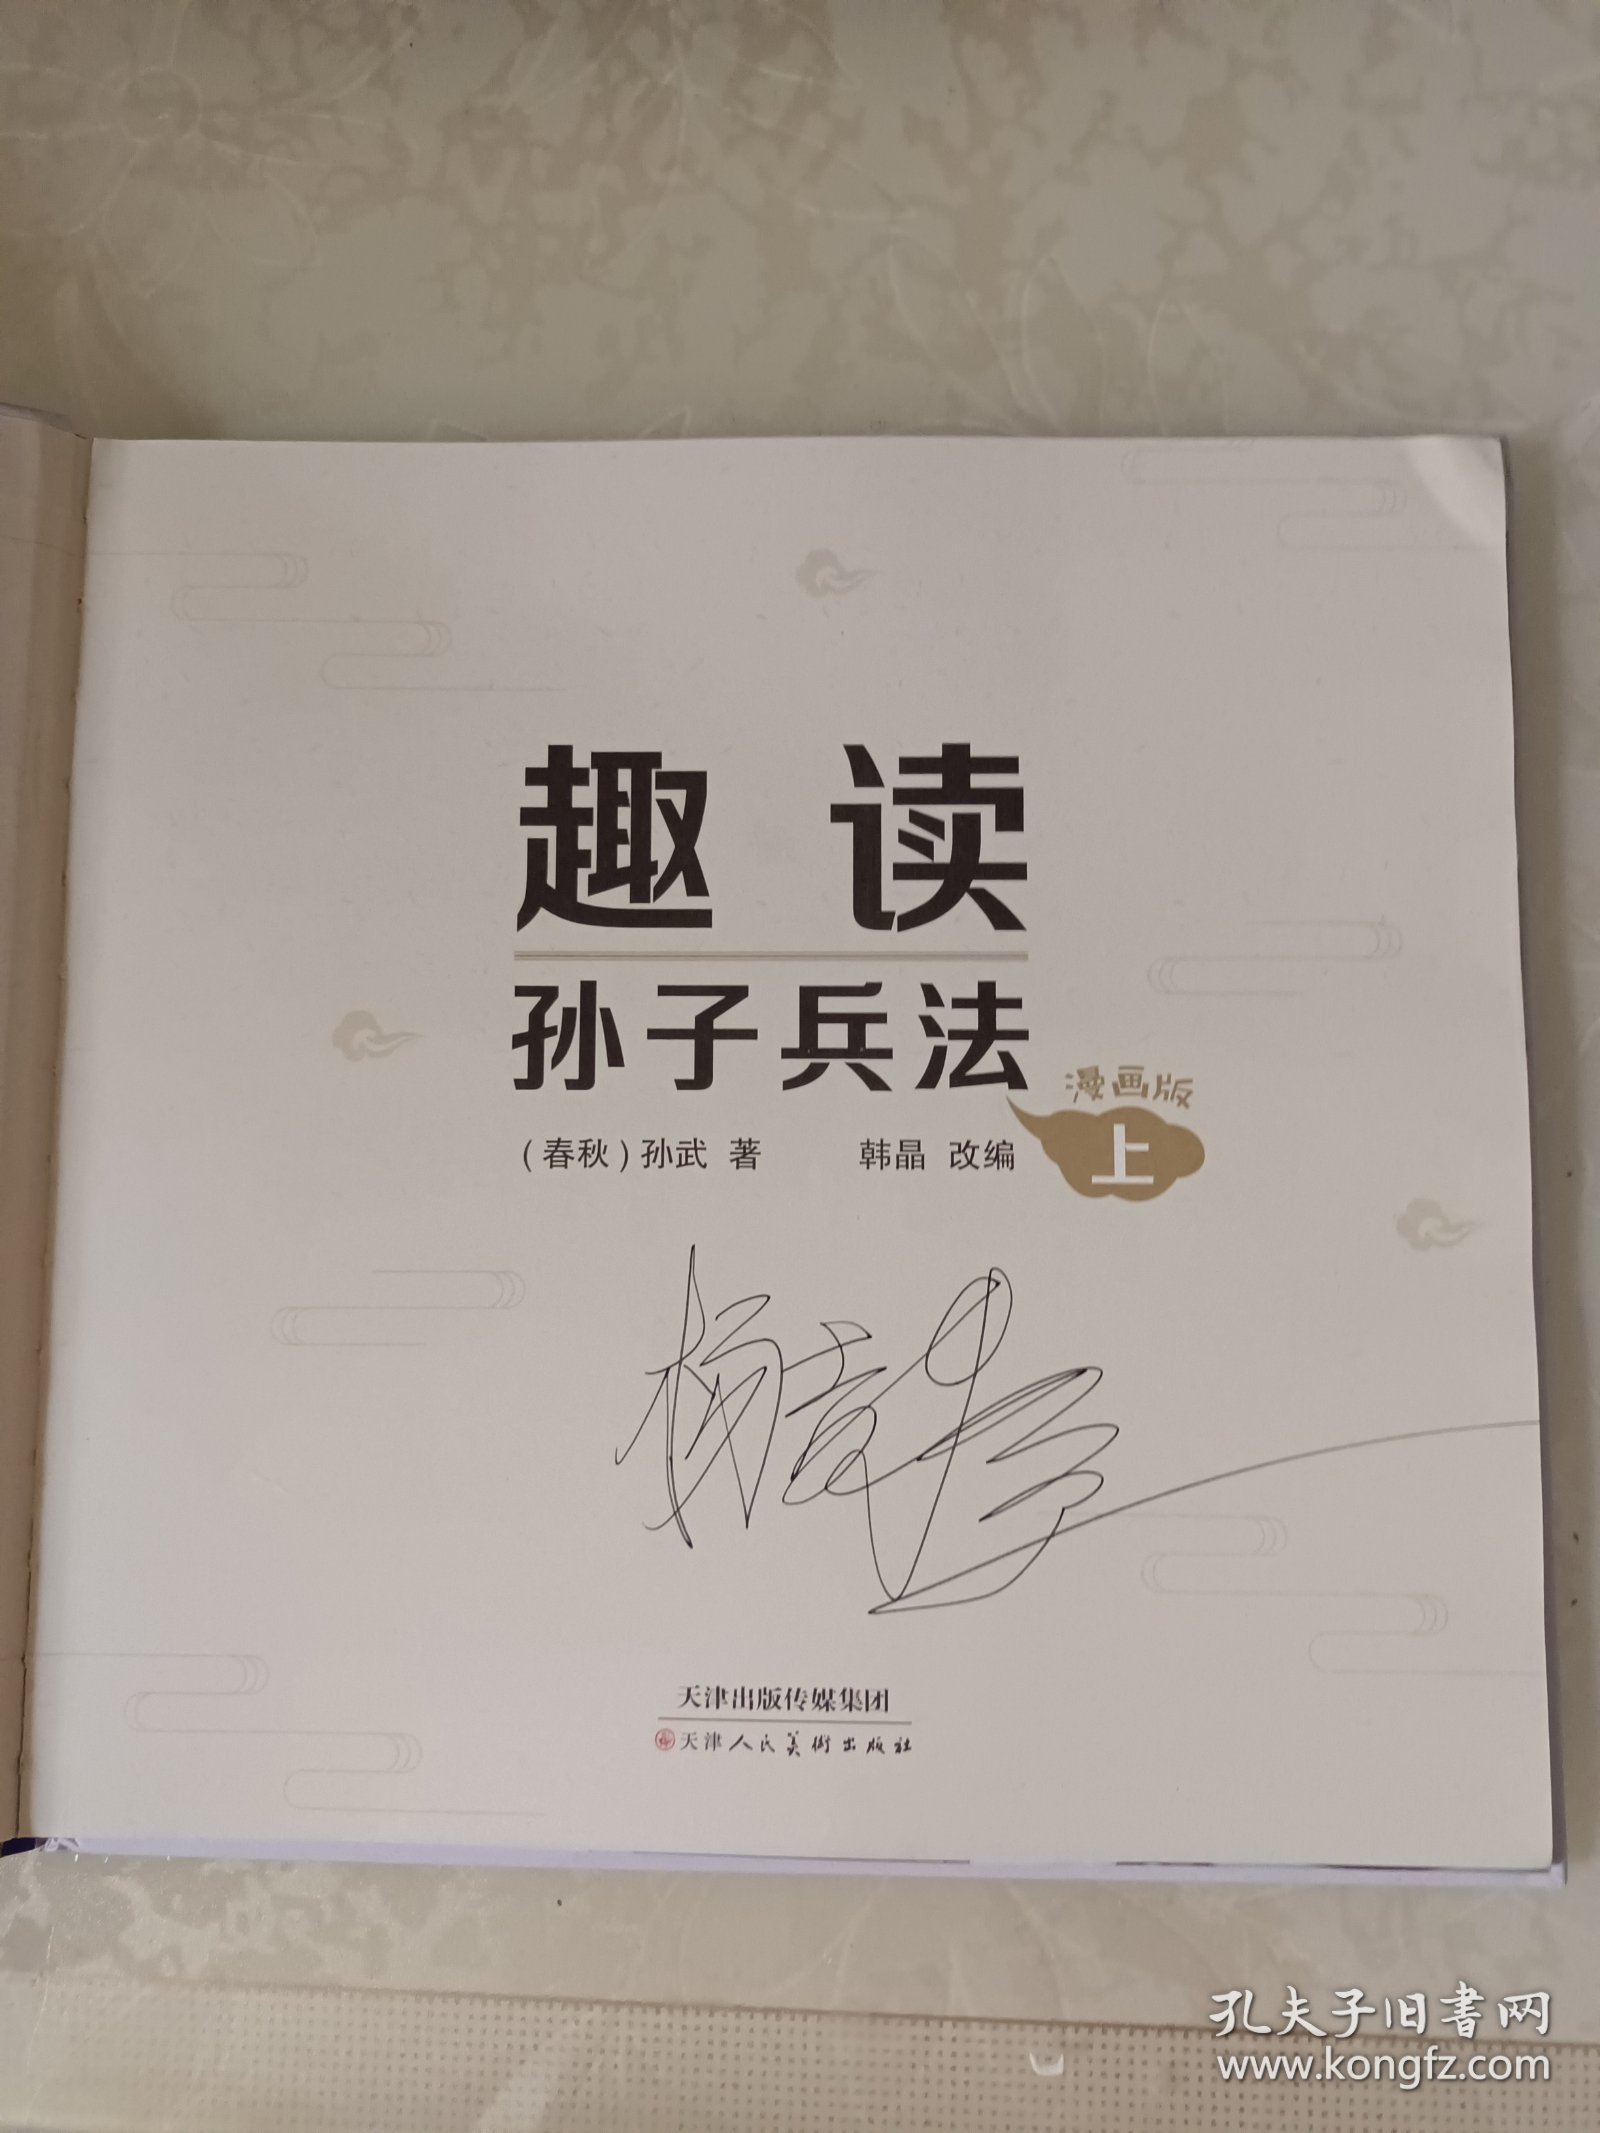 趣读
孙子兵法
漫画版
上
(春秋)孙武 著 韩晶 改编
天津出版传媒集团
天津人民美術出版社
孔夫子旧書网
www.kongfz.com